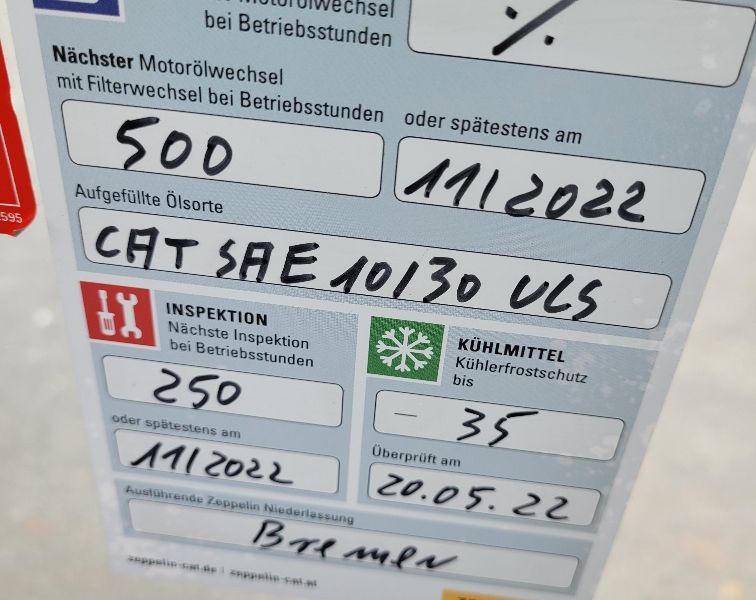 Motorölwechsel
bei Betriebsstunden
./.
Nächster Motorölwechsel
mit Filterwechsel bei Betriebsstunden
oder spätestens am
500
11/2022
Aufgefüllte Ölsorte
CAT SAE 10/30 ULS
INSPEKTION
Nächste Inspektion
bei Betriebsstunden
250
oder spätestens am
11/2022
KÜHLMITTEL
Kühlerfrostschutz
bis
- 35
Überprüft am
20.05.22
Ausführende Zeppelin Niederlassung
Bremen
zeppelin-cat.de | zeppelin-cat.at
595